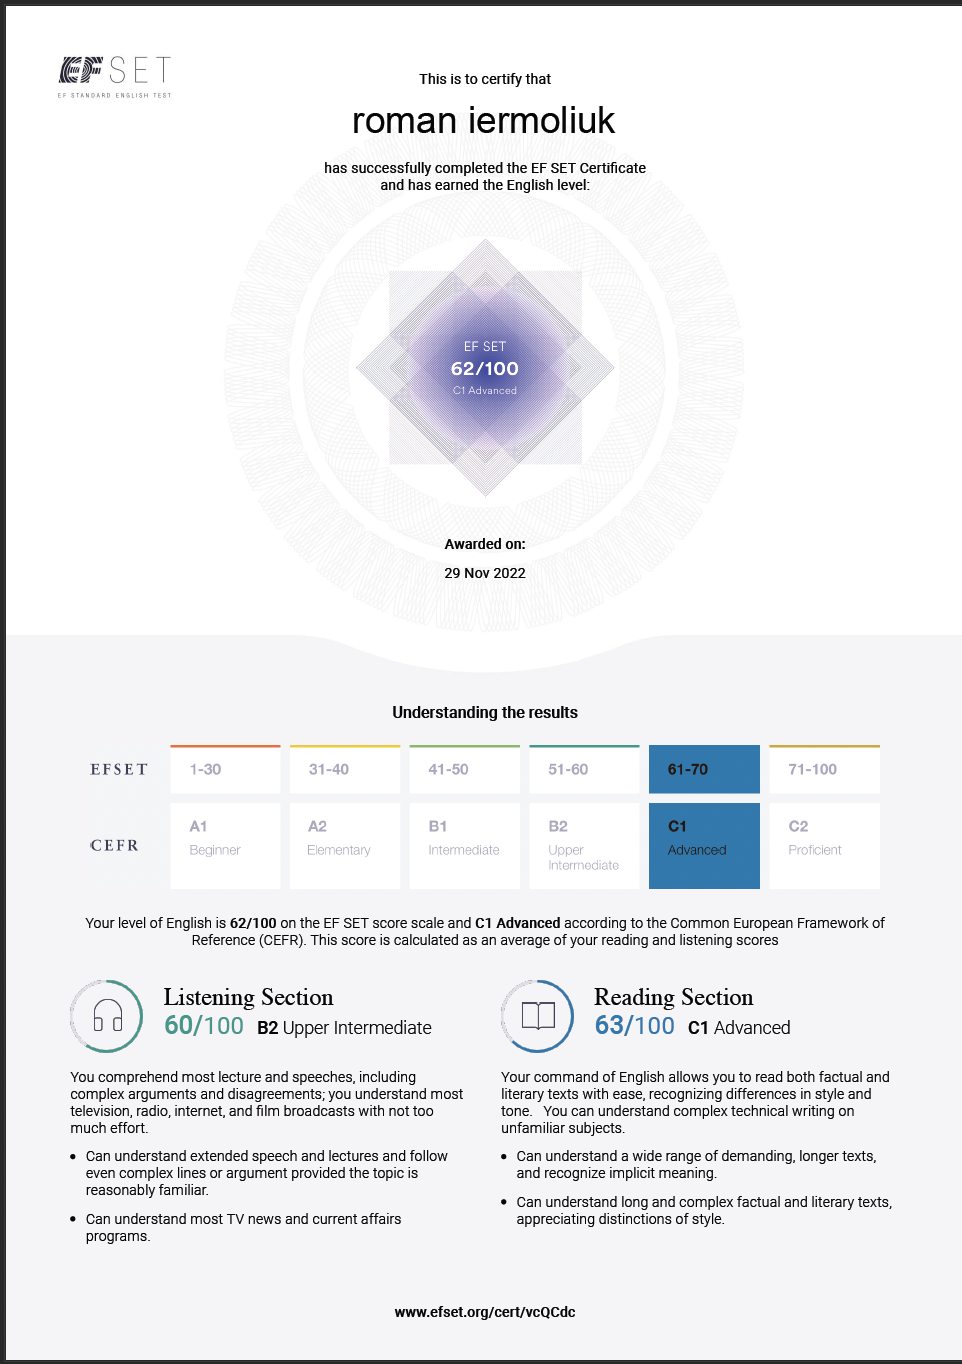 EF SET
EF STANDARD ENGLISH TEST
This is to certify that
roman iermoliuk
has successfully completed the EF SET Certificate
and has earned the English level:
EF SET
62/100
C1 Advanced
Awarded on:
29 Nov 2022
Understanding the results
EFSET 1-30 31-40 41-50 51-60 61-70 71-100
CEFR A1 A2 B1 B2 C1 C2
Beginner Elementary Intermediate Upper Intermediate Advanced Proficient
Your level of English is 62/100 on the EF SET score scale and C1 Advanced according to the Common European Framework of
Reference (CEFR). This score is calculated as an average of your reading and listening scores
Listening Section
60/100 B2 Upper Intermediate
You comprehend most lecture and speeches, including
complex arguments and disagreements; you understand most
television, radio, internet, and film broadcasts with not too
much effort.
• Can understand extended speech and lectures and follow
even complex lines or argument provided the topic is
reasonably familiar.
• Can understand most TV news and current affairs
programs.
Reading Section
63/100 C1 Advanced
Your command of English allows you to read both factual and
literary texts with ease, recognizing differences in style and
tone. You can understand complex technical writing on
unfamiliar subjects.
• Can understand a wide range of demanding, longer texts,
and recognize implicit meaning.
• Can understand long and complex factual and literary texts,
appreciating distinctions of style.
www.efset.org/cert/vcQCdc